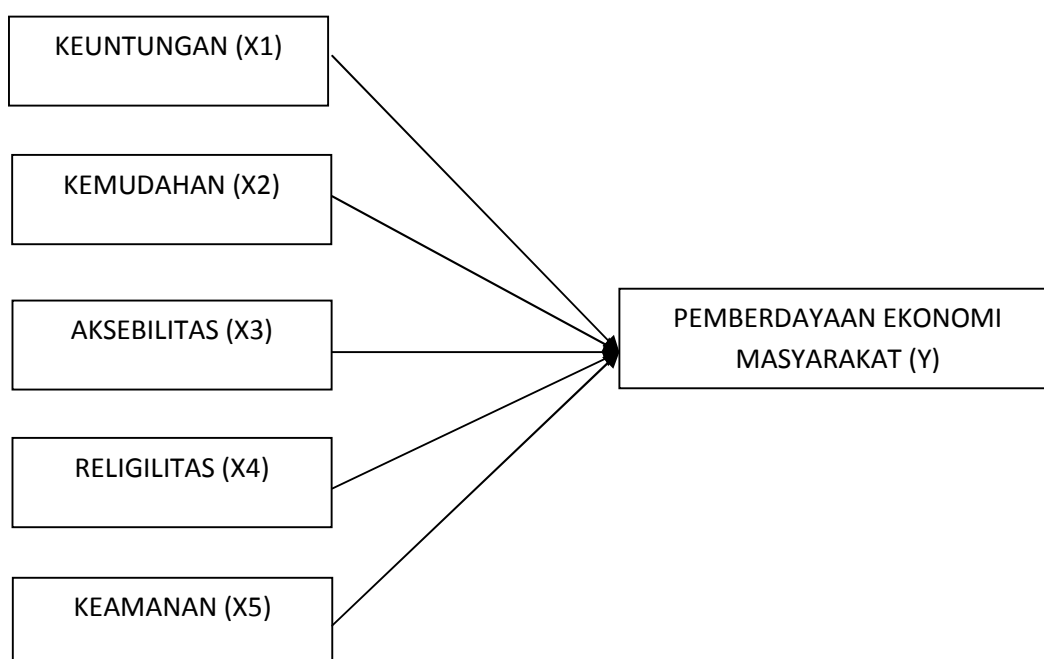 KEUNTUNGAN (X1)
KEMUDAHAN (X2)
AKSEBILITAS (X3)
RELIGILITAS (X4)
KEAMANAN (X5)
PEMBERDAYAAN EKONOMI
MASYARAKAT (Y)